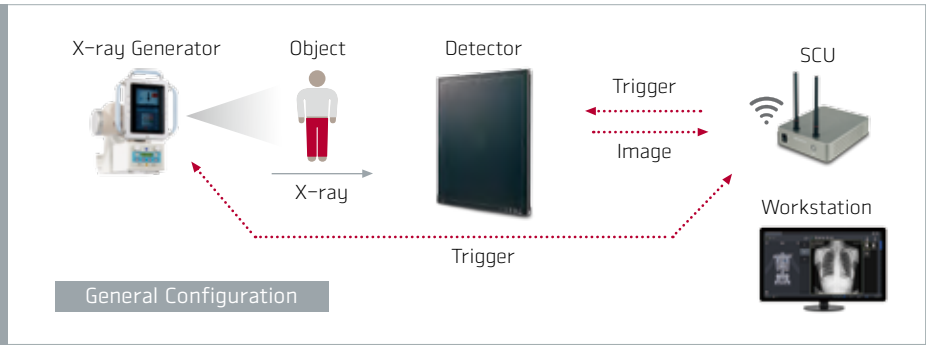 X-ray Generator
Object
Detector
SCU
Trigger
Image
X-ray
Workstation
Trigger
General Configuration